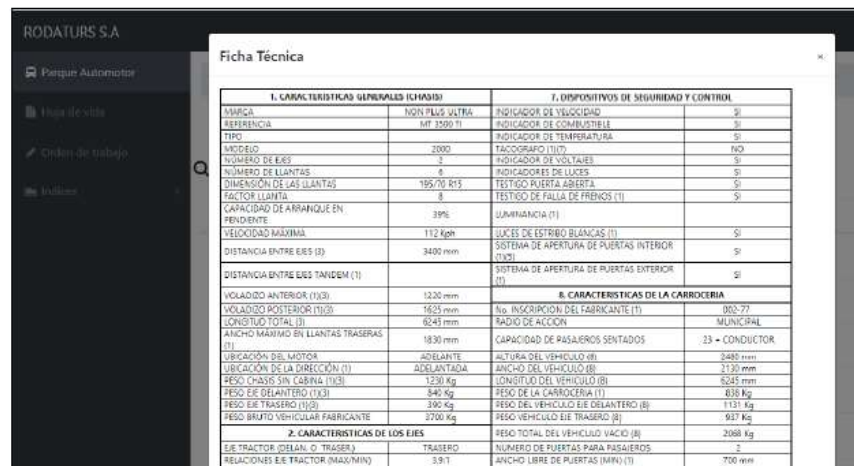 RODATURS S.A
Parque Automotor
Hoja de vida
Orden de trabajo
Indices
Ficha Técnica
×
1. CARACTERÍSTICAS GENERALES (CHASIS)
MARCA NON PLUS ULTRA
REFERENCIA MT 3500 TI
TIPO
MODELO 2000
NÚMERO DE EJES 2
NÚMERO DE LLANTAS 6
DIMENSIÓN DE LAS LLANTAS 195/70 R15
FACTOR LLANTA 8
CAPACIDAD DE ARRANQUE EN
PENDIENTE 39%
VELOCIDAD MÁXIMA 112 Kph
DISTANCIA ENTRE EJES (3) 3400 mm
DISTANCIA ENTRE EJES TANDEM (1)
VOLADIZO ANTERIOR (1)(3) 1220 mm
VOLADIZO POSTERIOR (1)(3) 1625 mm
LONGITUD TOTAL (3) 6245 mm
ANCHO MÁXIMO EN LLANTAS TRASERAS
(1) 1830 mm
UBICACIÓN DEL MOTOR ADELANTE
UBICACIÓN DE LA DIRECCIÓN (1) ADELANTADA
PESO CHASIS SIN CABINA (1)(3) 1230 Kg
PESO EJE DELANTERO (1)(3) 840 Kg
PESO EJE TRASERO (1)(3) 390 Kg
PESO BRUTO VEHICULAR FABRICANTE 3700 Kg
2. CARACTERISTICAS DE LOS EJES
EJE TRACTOR (DELAN. O TRASER.) TRASERO
RELACIONES EJE TRACTOR (MAX/MIN) 3,9:1
7. DISPOSITIVOS DE SEGURIDAD Y CONTROL
INDICADOR DE VELOCIDAD SI
INDICADOR DE COMBUSTIBLE SI
INDICADOR DE TEMPERATURA SI
TACOGRAFO (1)(7) NO
INDICADOR DE VOLTAJES SI
INDICADORES DE LUCES SI
TESTIGO PUERTA ABIERTA SI
TESTIGO DE FALLA DE FRENOS (1) SI
LUMINANCIA (1)
LUCES DE ESTRIBO BLANCAS (1) SI
SISTEMA DE APERTURA DE PUERTAS INTERIOR
(1)(5) SI
SISTEMA DE APERTURA DE PUERTAS EXTERIOR
(1) SI
8. CARACTERISTICAS DE LA CARROCERIA
No. INSCRIPCION DEL FABRICANTE (1) 002-77
RADIO DE ACCION MUNICIPAL
CAPACIDAD DE PASAJEROS SENTADOS 23 + CONDUCTOR
ALTURA DEL VEHICULO (8) 2480 mm
ANCHO DEL VEHICULO (8) 2130 mm
LONGITUD DEL VEHICULO (8) 6245 mm
PESO DE LA CARROCERIA (1) 838 Kg
PESO DEL VEHICULO EJE DELANTERO (8) 1131 Kg
PESO VEHICULO EJE TRASERO (8) 937 Kg
PESO TOTAL DEL VEHICULO VACIO (8) 2068 Kg
NUMERO DE PUERTAS PARA PASAJEROS 2
ANCHO LIBRE DE PUERTAS (MIN) (1) 700 mm